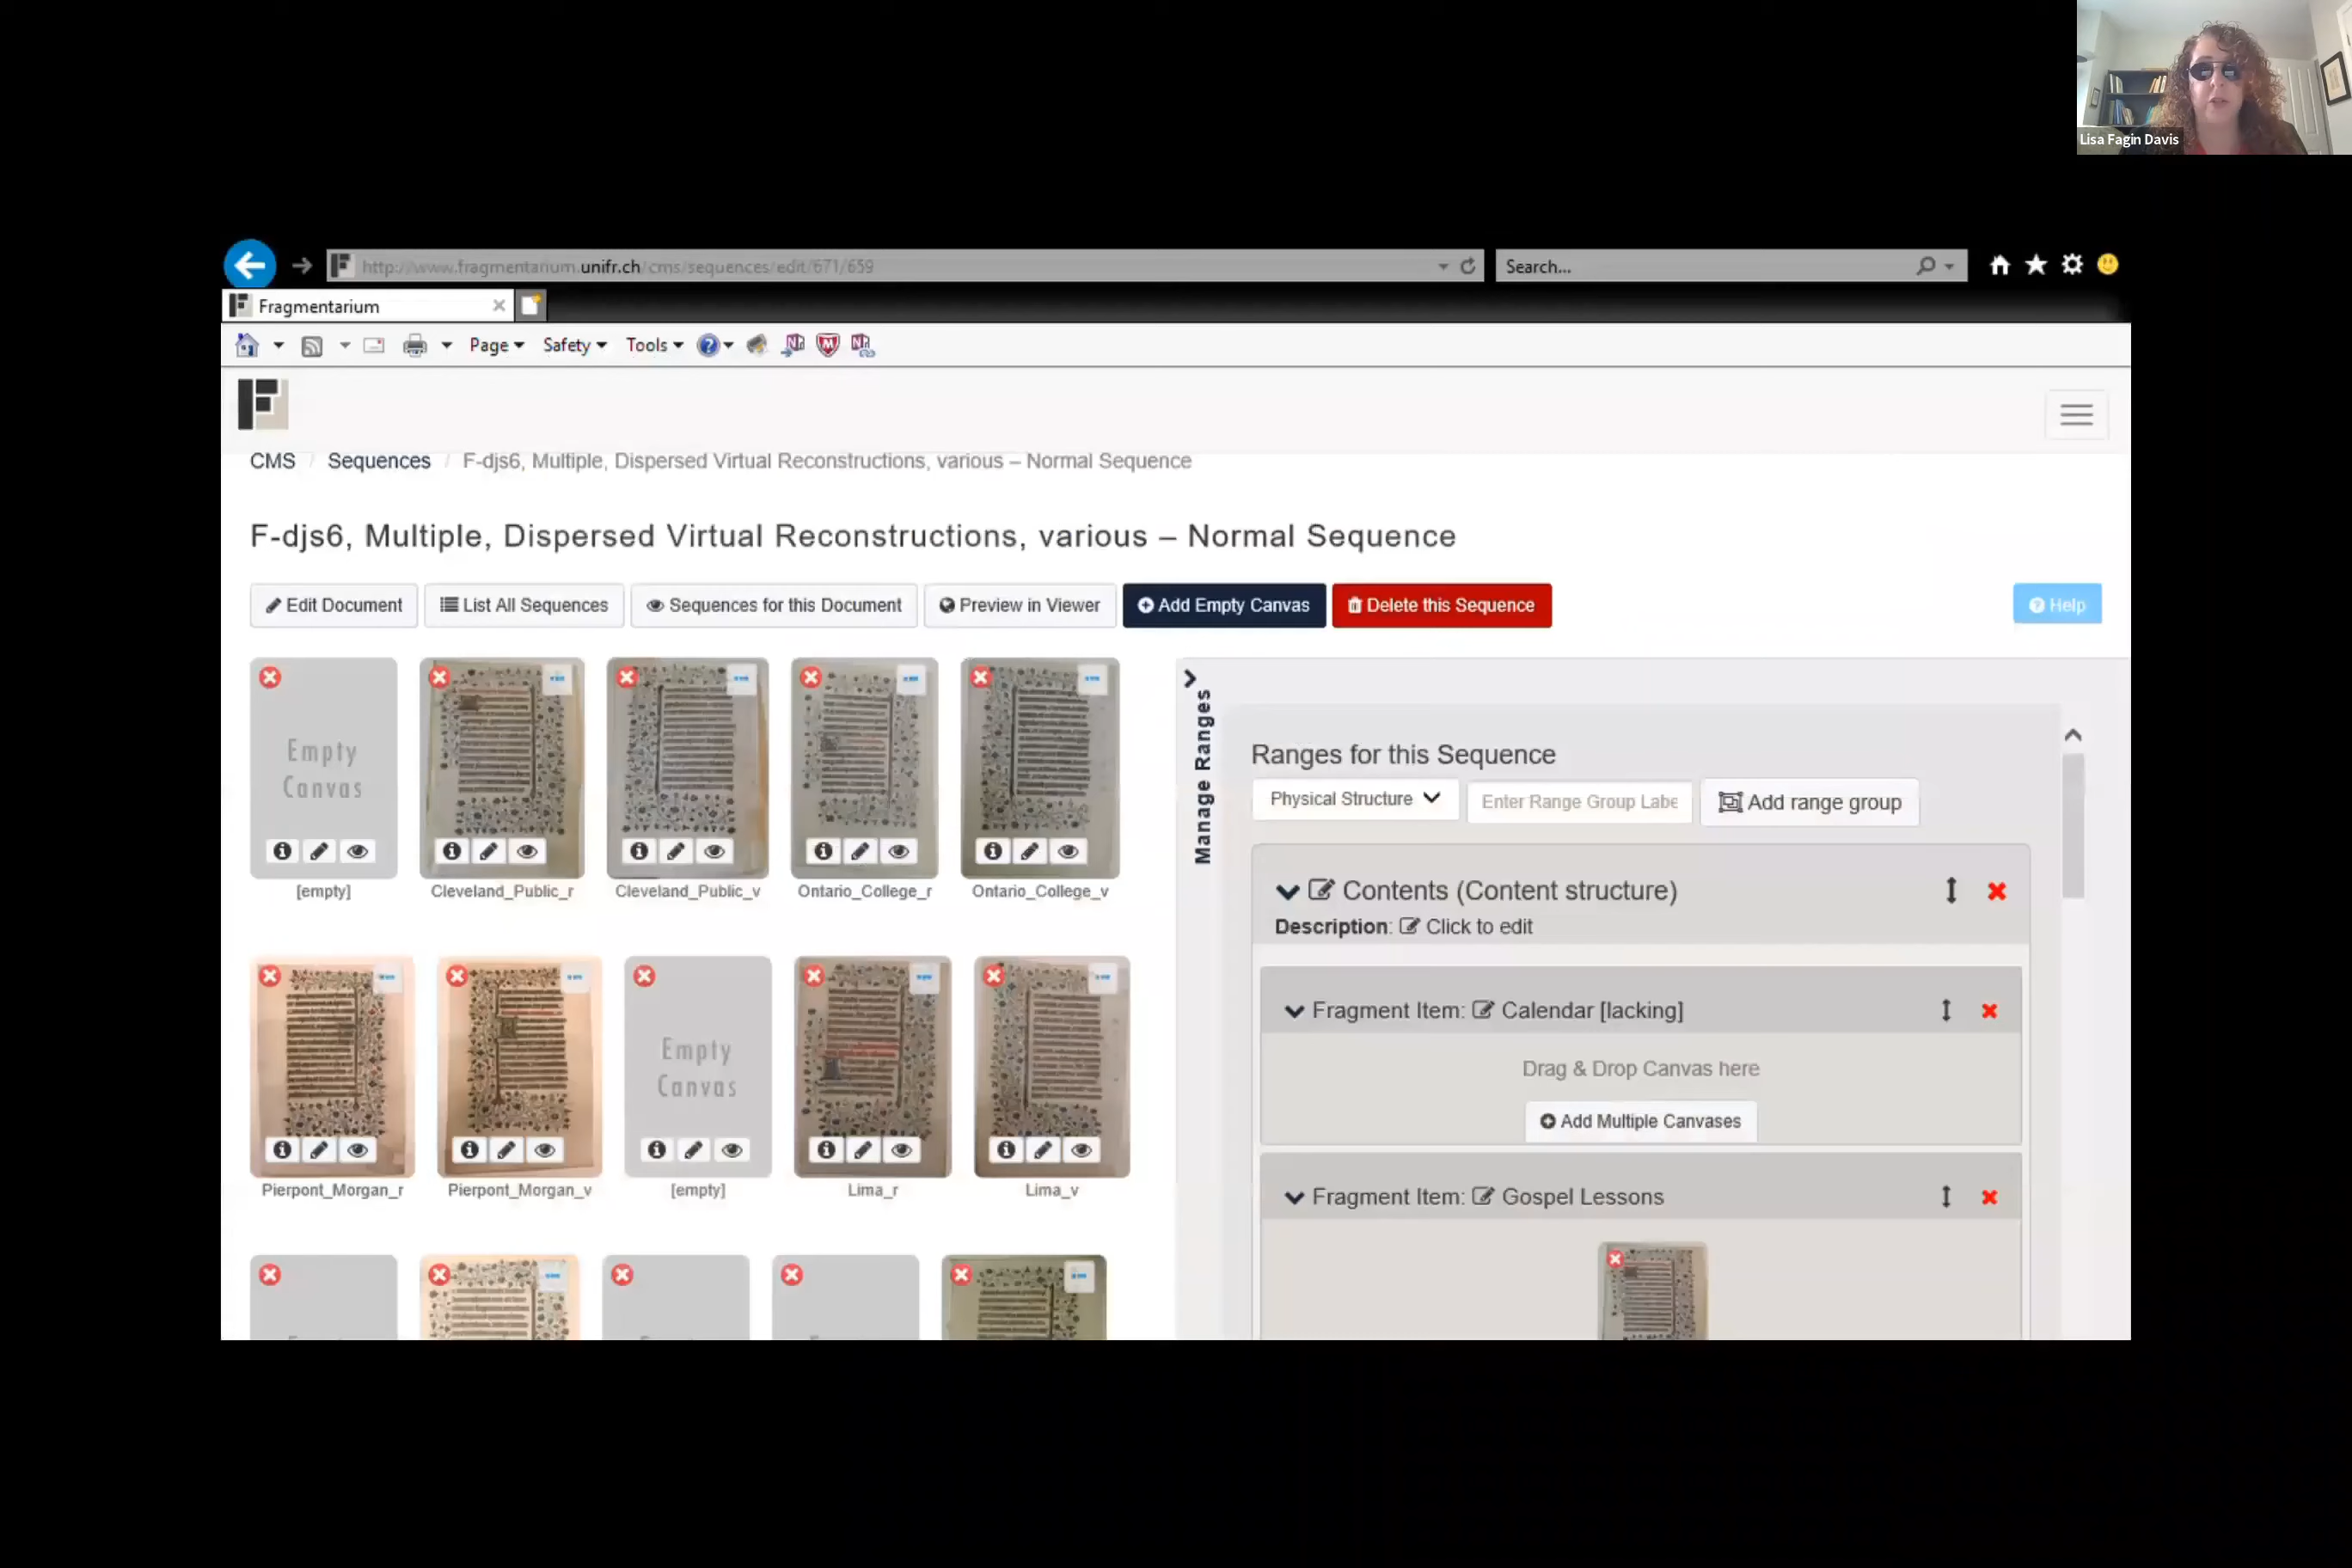 Lisa Fagin Davis
http://www.fragmentarium.unifr.ch/cms/sequences/edit/671/659
Search...
Fragmentarium
Page
Safety
Tools
CMS / Sequences / F-djs6, Multiple, Dispersed Virtual Reconstructions, various – Normal Sequence
F-djs6, Multiple, Dispersed Virtual Reconstructions, various – Normal Sequence
Edit Document
List All Sequences
Sequences for this Document
Preview in Viewer
Add Empty Canvas
Delete this Sequence
Help
Empty
Canvas
[empty]
Cleveland_Public_r
Cleveland_Public_v
Ontario_College_r
Ontario_College_v
Empty
Canvas
Pierpont_Morgan_r
Pierpont_Morgan_v
[empty]
Lima_r
Lima_v
Manage Ranges
Ranges for this Sequence
Physical Structure
Enter Range Group Labe
Add range group
Contents (Content structure)
Description: Click to edit
Fragment Item: Calendar [lacking]
Drag & Drop Canvas here
Add Multiple Canvases
Fragment Item: Gospel Lessons